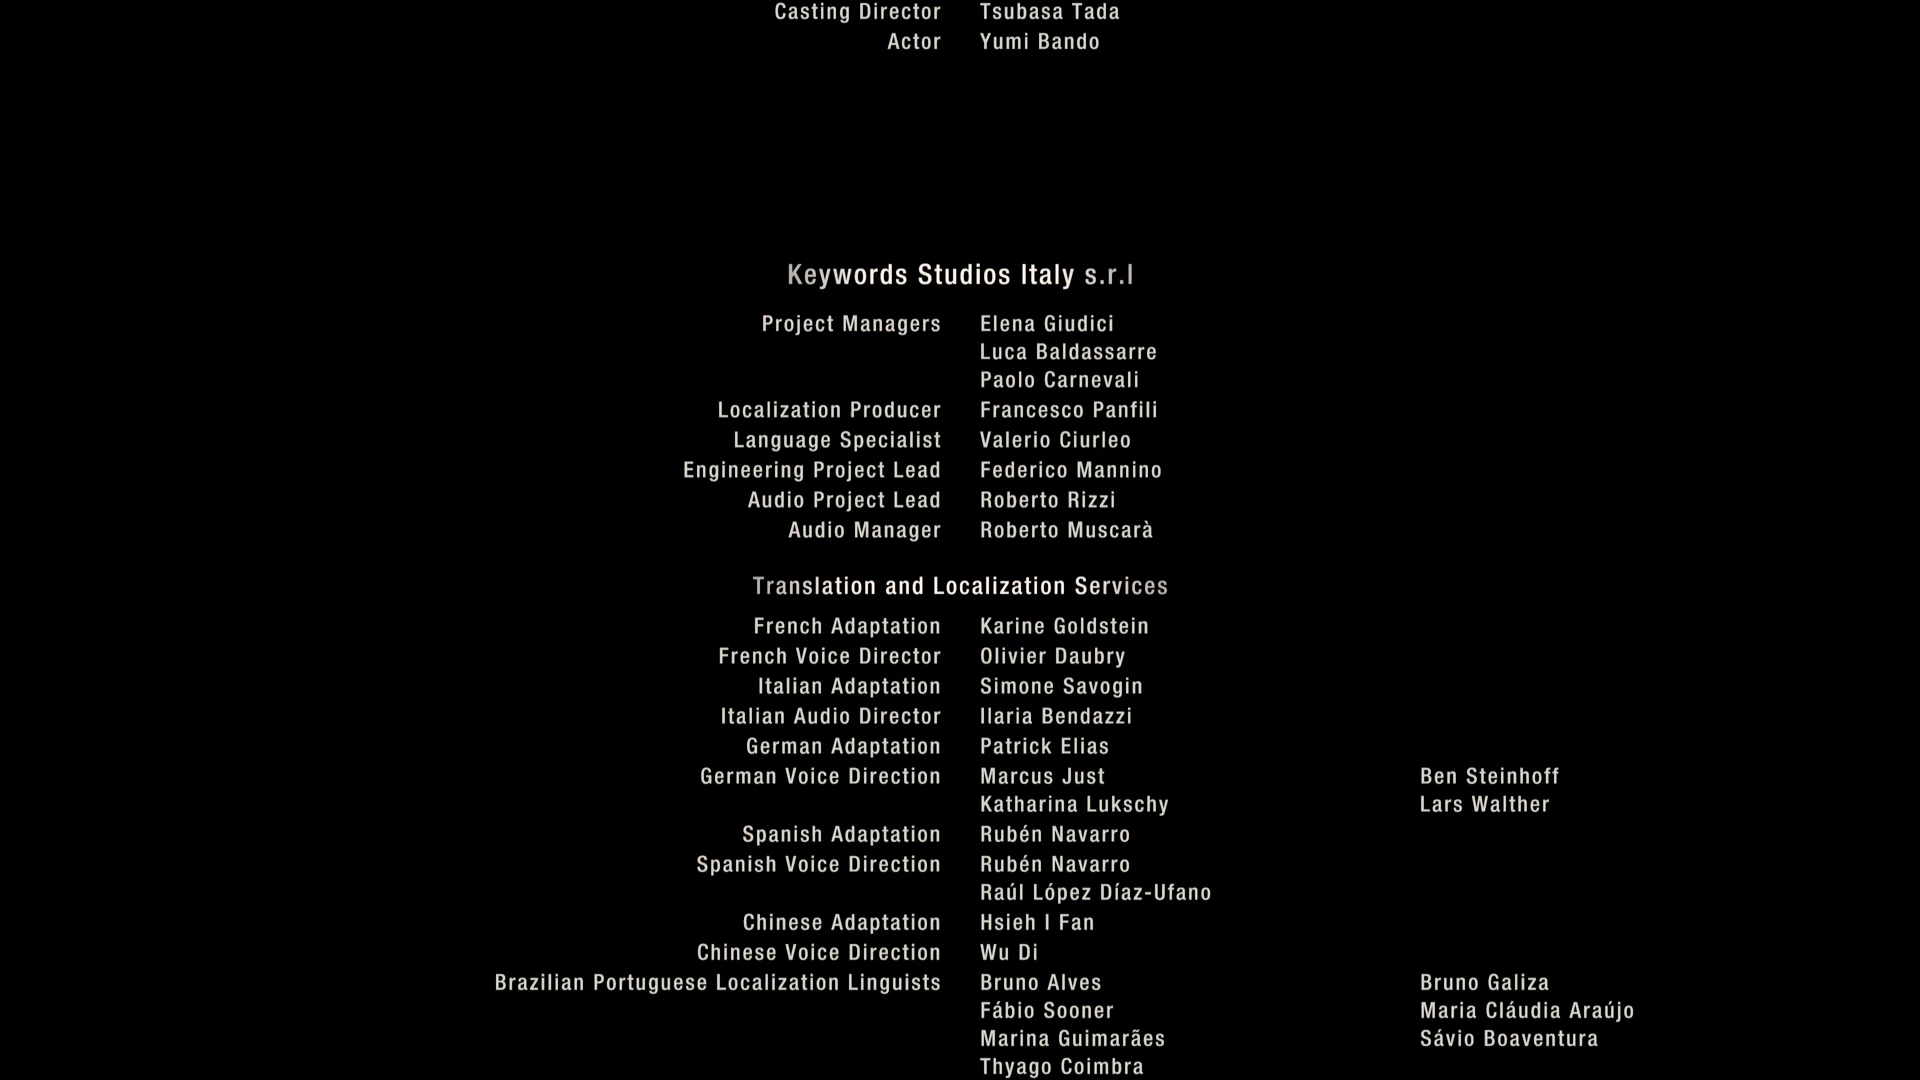 Casting Director Tsubasa Tada
Actor Yumi Bando
Keywords Studios Italy s.r.l
Project Managers Elena Giudici
Luca Baldassarre
Paolo Carnevali
Localization Producer Francesco Panfili
Language Specialist Valerio Ciurleo
Engineering Project Lead Federico Mannino
Audio Project Lead Roberto Rizzi
Audio Manager Roberto Muscarà
Translation and Localization Services
French Adaptation Karine Goldstein
French Voice Director Olivier Daubry
Italian Adaptation Simone Savogin
Italian Audio Director Ilaria Bendazzi
German Adaptation Patrick Elias
German Voice Direction Marcus Just Ben Steinhoff
Katharina Lukschy Lars Walther
Spanish Adaptation Rubén Navarro
Spanish Voice Direction Rubén Navarro
Raúl López Díaz-Ufano
Chinese Adaptation Hsieh I Fan
Chinese Voice Direction Wu Di
Brazilian Portuguese Localization Linguists Bruno Alves Bruno Galiza
Fábio Sooner Maria Cláudia Araújo
Marina Guimarães Sávio Boaventura
Thyago Coimbra